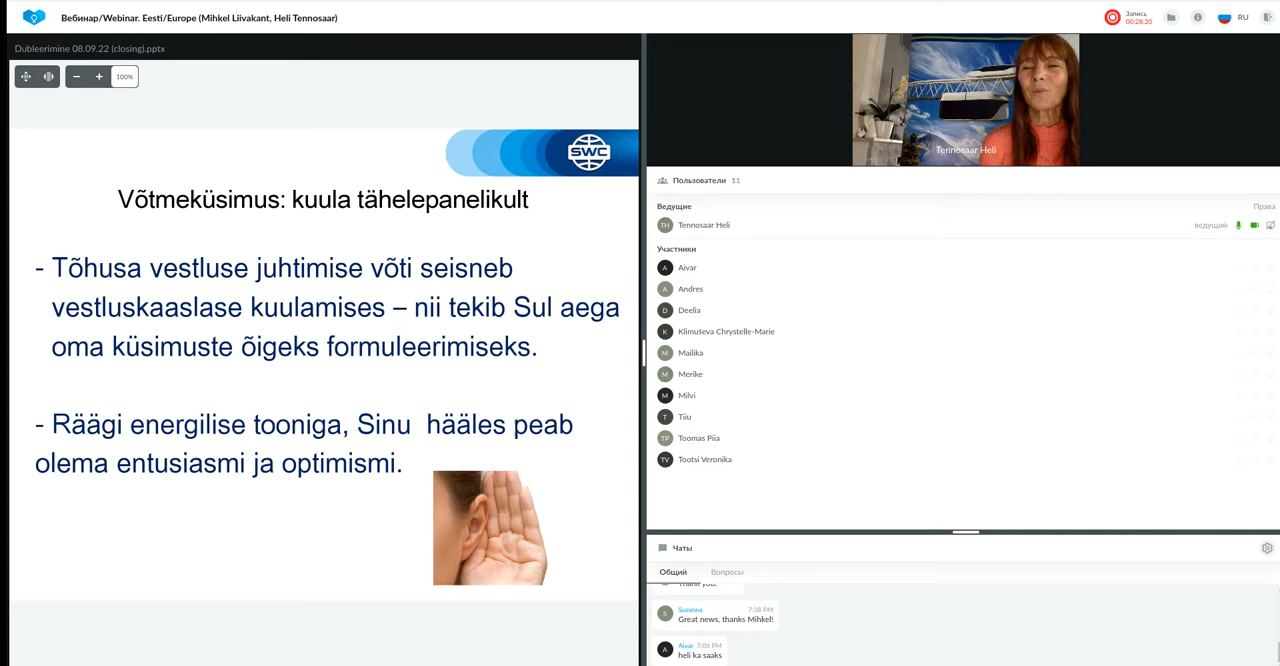 Вебинар/Webinar. Eesti/Europe (Mihkel Liivakant, Heli Tennosaar)
Запись
00:28:20
RU
Dubleerimine 08.09.22 (closing).pptx
100%
SWC
Võtmeküsimus: kuula tähelepanelikult
- Tõhusa vestluse juhtimise võti seisneb
vestluskaaslase kuulamises – nii tekib Sul aega
oma küsimuste õigeks formuleerimiseks.
- Räägi energilise tooniga, Sinu hääles peab
olema entusiasmi ja optimismi.
Tennosaar Heli
Пользователи 11
Ведущие Права
TH Tennosaar Heli ведущий
Участники
A Aivar
A Andres
D Deelia
K Klimuševa Chrystelle-Marie
M Mailika
M Merike
M Milvi
T Tiiu
TP Toomas Piia
TV Tootsi Veronika
Чаты
Общий Вопросы
Thank you!
S Suzanna 7:38 PM
Great news, thanks Mihkel!
A Aivar 7:06 PM
heli ka saaks